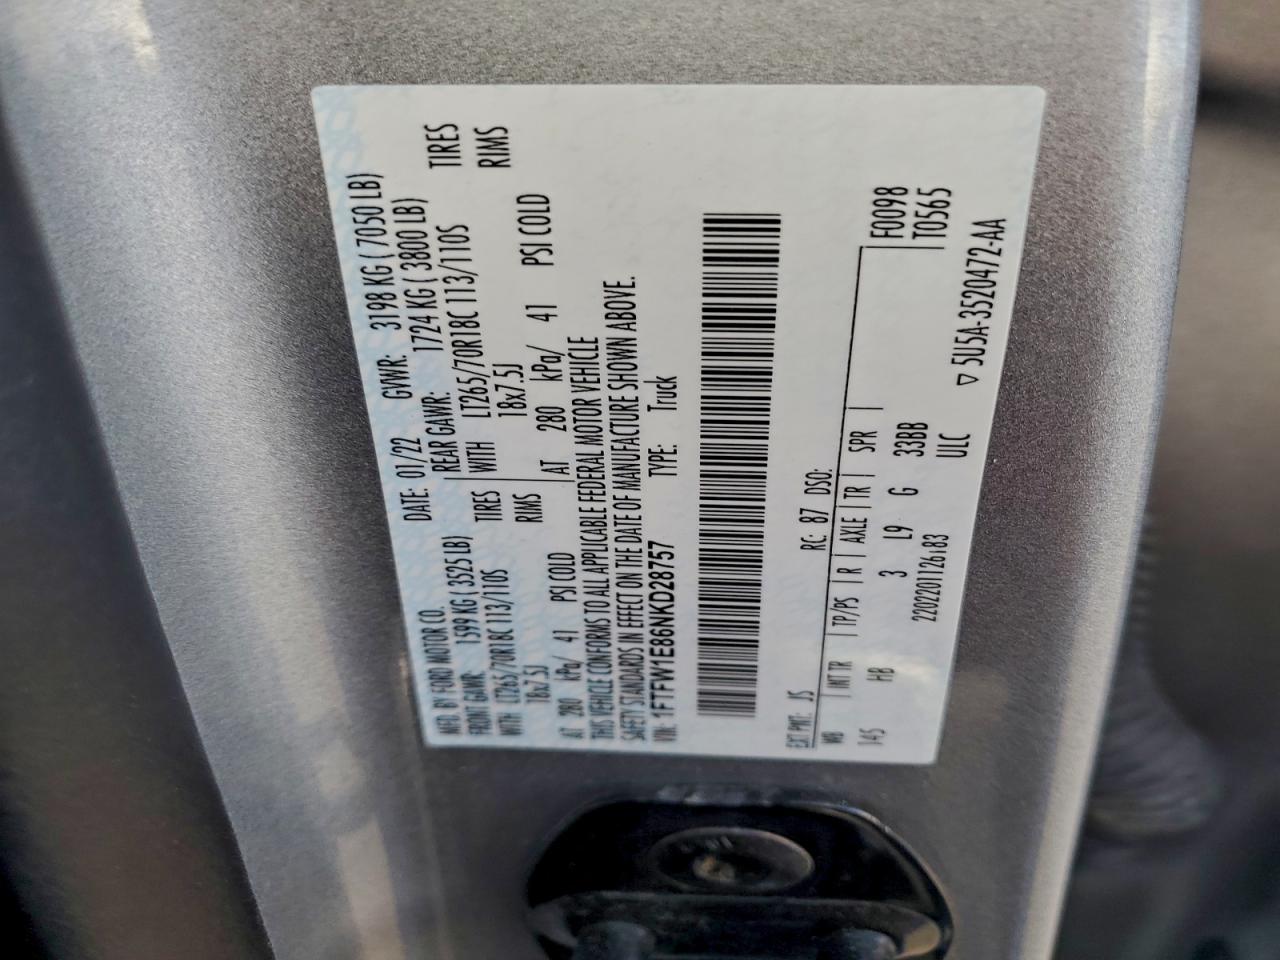 MFD. BY FORD MOTOR CO.
DATE: 01/22 GVWR: 3198 KG ( 7050 LB)
FRONT GAWR: 1599 KG ( 3525 LB) REAR GAWR: 1724 KG ( 3800 LB)
WITH LT265/70R18C 113/110S TIRES WITH LT265/70R18C 113/110S TIRES
18x7.5J RIMS 18x7.5J RIMS
AT 280 kPa/ 41 PSI COLD AT 280 kPa/ 41 PSI COLD
THIS VEHICLE CONFORMS TO ALL APPLICABLE FEDERAL MOTOR VEHICLE
SAFETY STANDARDS IN EFFECT ON THE DATE OF MANUFACTURE SHOWN ABOVE.
VIN: 1FTFW1E86NKD28757 TYPE: Truck
EXT PNT: JS RC: 87 DSO: F0098
WB INT TR TP/PS R AXLE TR SPR T0565
145 HB 3 L9 G 33BB
2202201126183 ULC
▽ 5U5A-3520472-AA